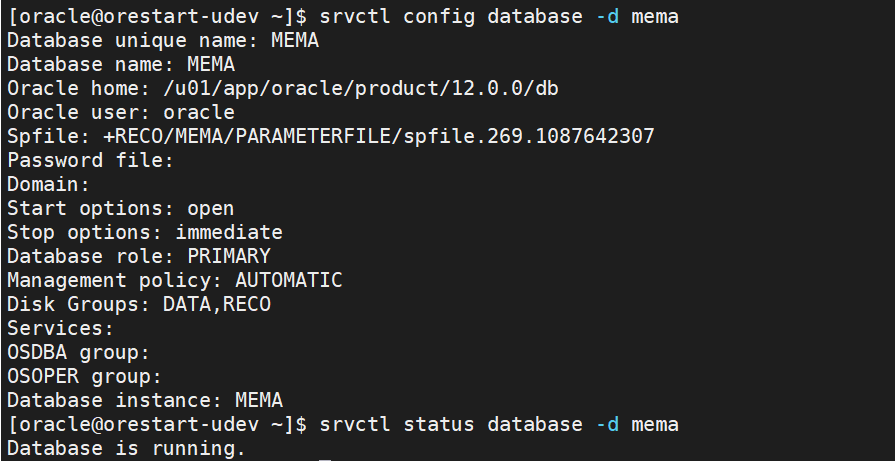 [oracle@orestart-udev ~]$ srvctl config database -d mema
Database unique name: MEMA
Database name: MEMA
Oracle home: /u01/app/oracle/product/12.0.0/db
Oracle user: oracle
Spfile: +RECO/MEMA/PARAMETERFILE/spfile.269.1087642307
Password file:
Domain:
Start options: open
Stop options: immediate
Database role: PRIMARY
Management policy: AUTOMATIC
Disk Groups: DATA,RECO
Services:
OSDBA group:
OSOPER group:
Database instance: MEMA
[oracle@orestart-udev ~]$ srvctl status database -d mema
Database is running.